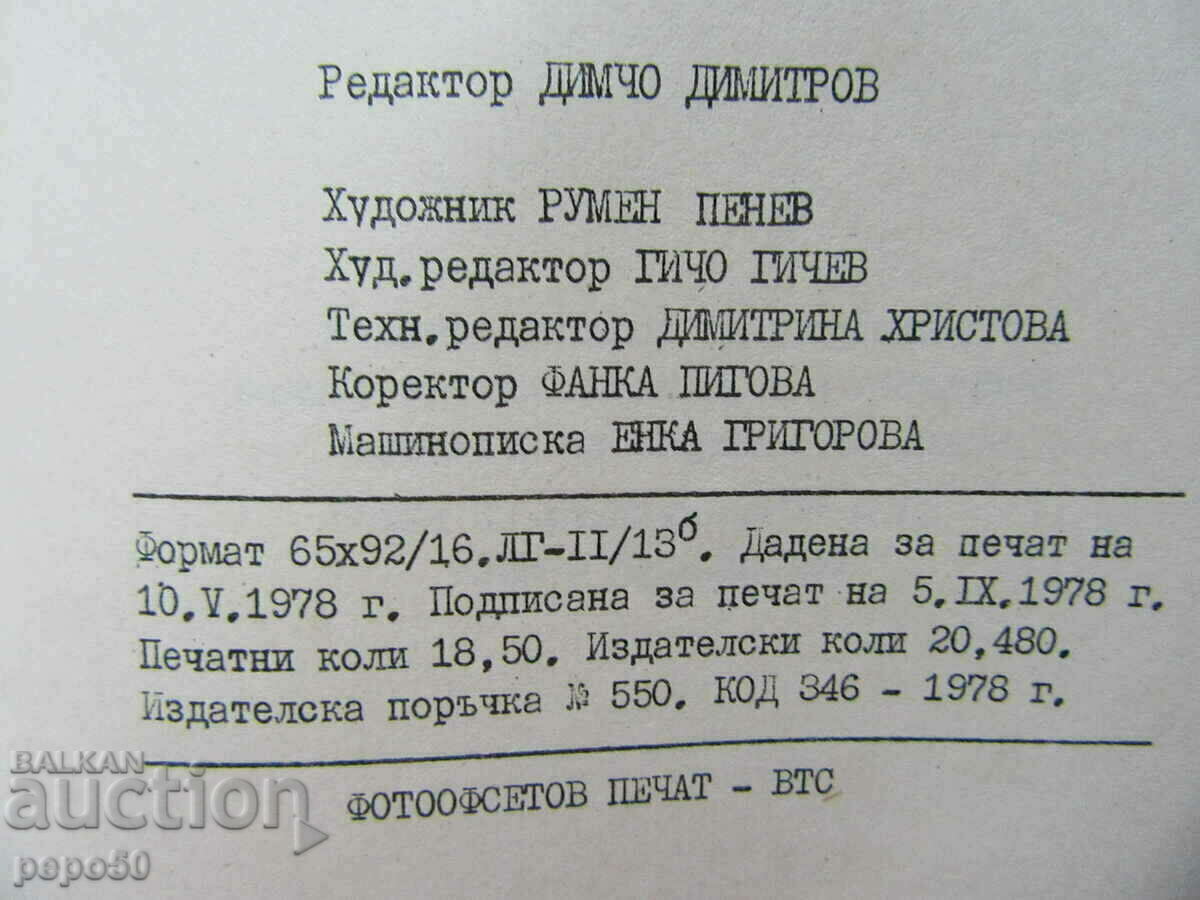 Редактор ДИМЧО ДИМИТРОВ
Художник РУМЕН ПЕНЕВ
Худ.редактор ГИЧО ГИЧЕВ
Техн.редактор ДИМИТРИНА ХРИСТОВА
Коректор ФАНКА ПИГОВА
Машинописка ЕНКА ГРИГОРОВА
Формат 65х92/16.ЛГ-II/13б. Дадена за печат на
10.V.1978 г. Подписана за печат на 5.IX.1978 г.
Печатни коли 18,50. Издателски коли 20,480.
Издателска поръчка № 550. КОД 346 - 1978 г.
ФОТООФСЕТОВ ПЕЧАТ - ВТС
BALKAN
auction
pepo50